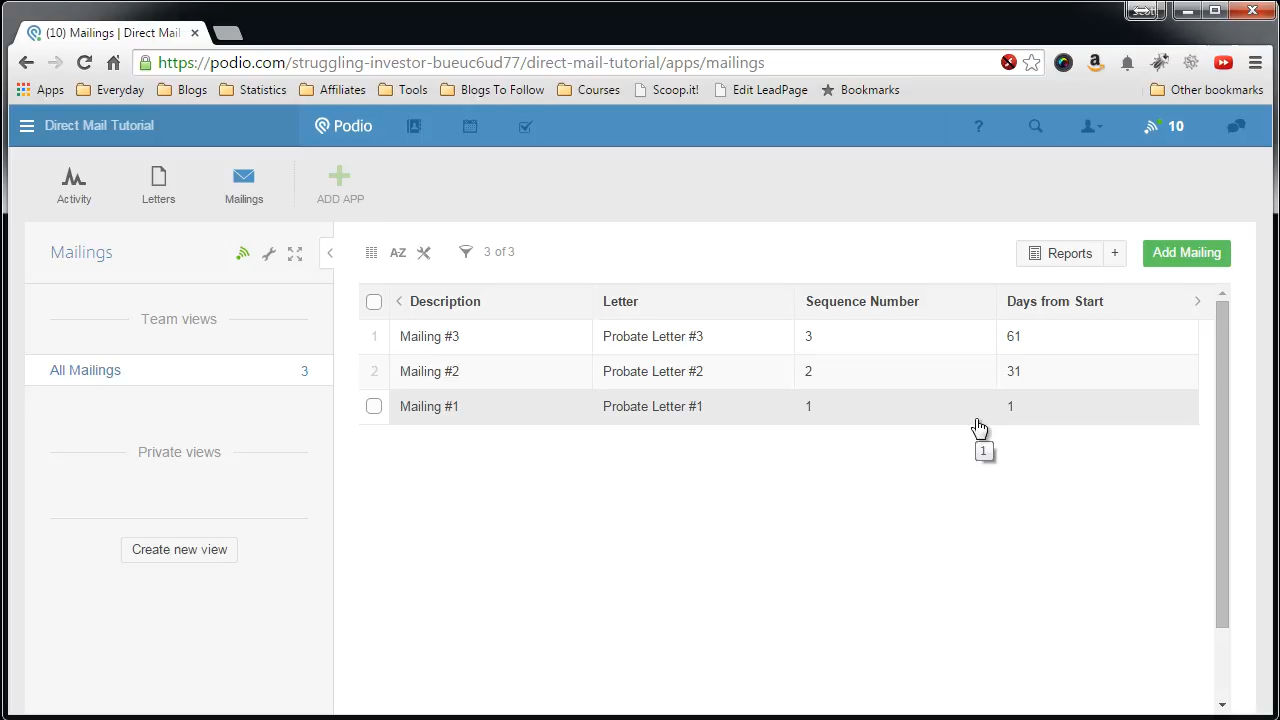 (10) Mailings | Direct Mail
https://podio.com/struggling-investor-bueuc6ud77/direct-mail-tutorial/apps/mailings
Apps Everyday Blogs Statistics Affiliates Tools Blogs To Follow Courses Scoop.it! Edit LeadPage Bookmarks Other bookmarks
Direct Mail Tutorial Podio ? 10
Activity Letters Mailings ADD APP
Mailings A-Z 3 of 3 Reports + Add Mailing
Description Letter Sequence Number Days from Start
Team views
1 Mailing #3 Probate Letter #3 3 61
All Mailings 3
2 Mailing #2 Probate Letter #2 2 31
Mailing #1 Probate Letter #1 1 1
1
Private views
Create new view